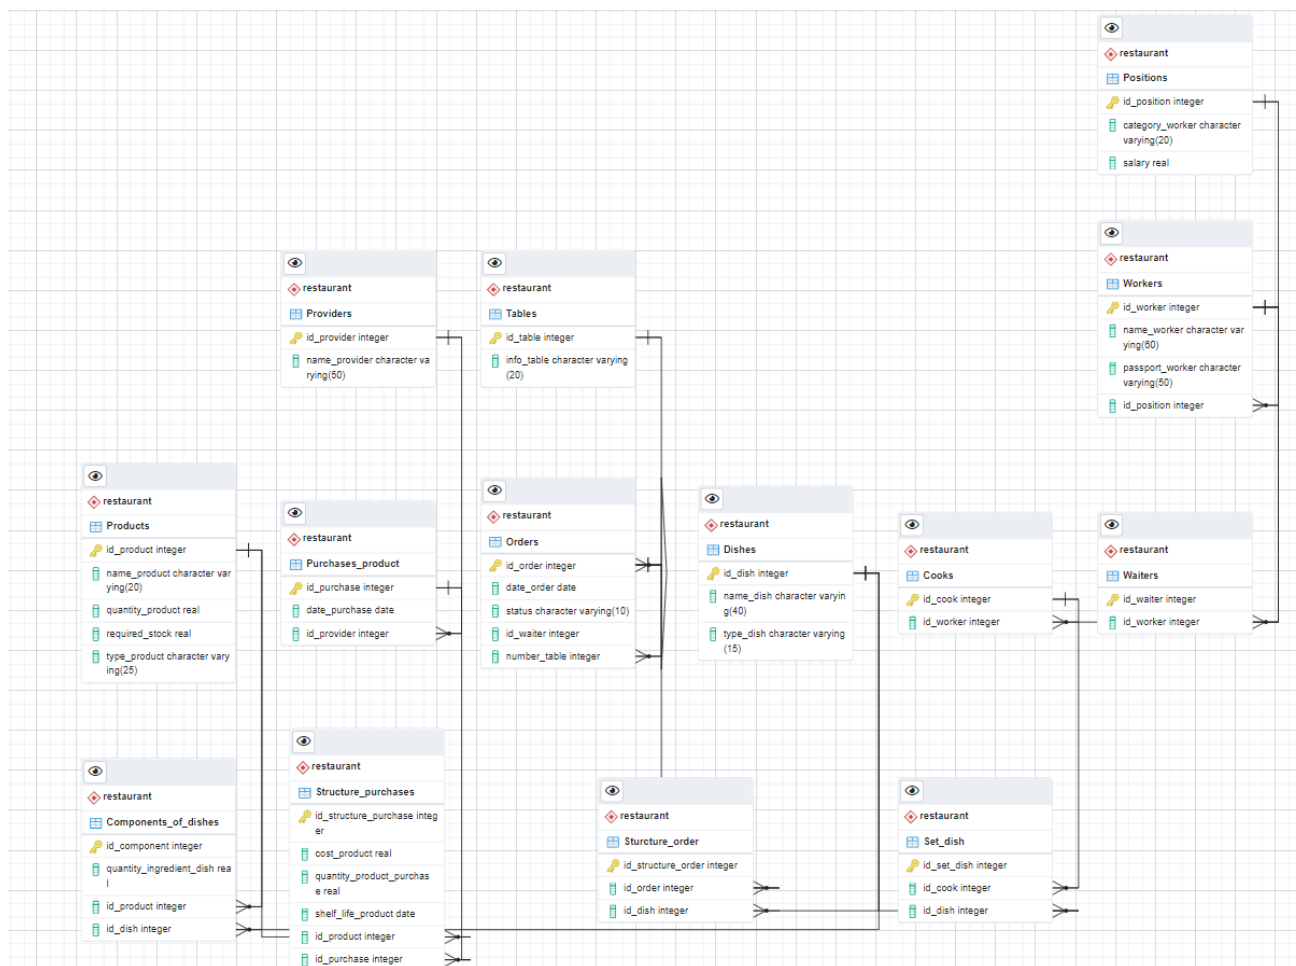 restaurant
Positions
id_position integer
category_worker character
varying(20)
salary real
restaurant
Workers
id_worker integer
name_worker character var
ying(60)
passport_worker character
varying(50)
id_position integer
restaurant
Providers
id_provider integer
name_provider character va
rying(50)
restaurant
Tables
id_table integer
info_table character varying
(20)
restaurant
Products
id_product integer
name_product character var
ying(20)
quantity_product real
required_stock real
type_product character vary
ing(25)
restaurant
Purchases_product
id_purchase integer
date_purchase date
id_provider integer
restaurant
Orders
id_order integer
date_order date
status character varying(10)
id_waiter integer
number_table integer
restaurant
Dishes
id_dish integer
name_dish character varyin
g(40)
type_dish character varying
(15)
restaurant
Cooks
id_cook integer
id_worker integer
restaurant
Waiters
id_waiter integer
id_worker integer
restaurant
Components_of_dishes
id_component integer
quantity_ingredient_dish rea
l
id_product integer
id_dish integer
restaurant
Structure_purchases
id_structure_purchase integ
er
cost_product real
quantity_product_purchas
e real
shelf_life_product date
id_product integer
id_purchase integer
restaurant
Sturcture_order
id_structure_order integer
id_order integer
id_dish integer
restaurant
Set_dish
id_set_dish integer
id_cook integer
id_dish integer